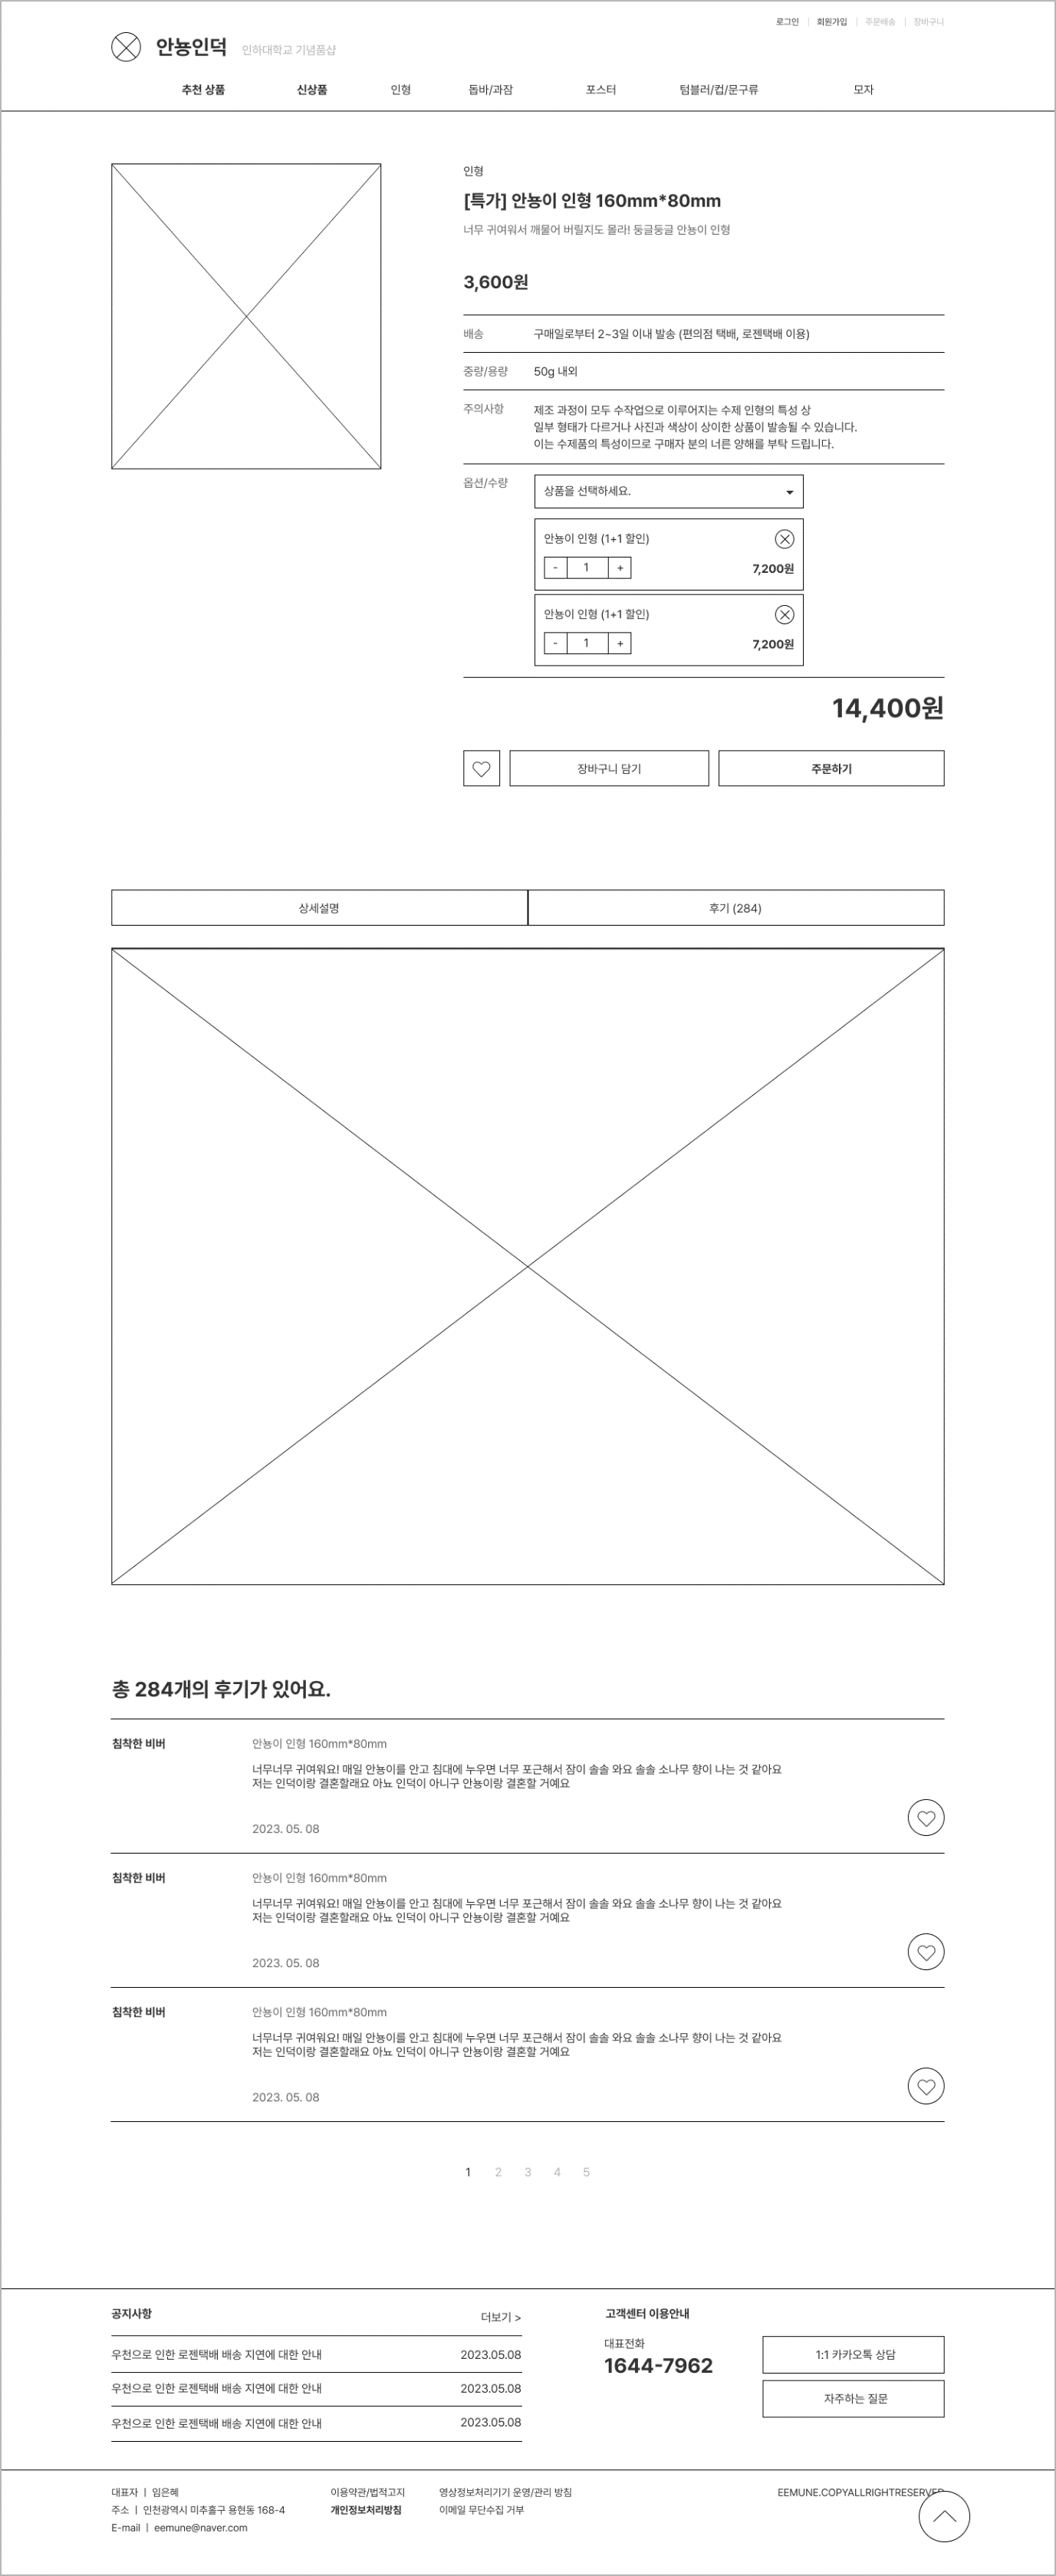 로그인 | 회원가입 | 주문배송 | 장바구니
안뇽인덕 인하대학교 기념품샵
추천 상품 신상품 인형 돕바/과잠 포스터 텀블러/컵/문구류 모자
인형
[특가] 안뇽이 인형 160mm*80mm
너무 귀여워서 깨물어 버릴지도 몰라! 둥글둥글 안뇽이 인형
3,600원
배송 구매일로부터 2~3일 이내 발송 (편의점 택배, 로젠택배 이용)
중량/용량 50g 내외
주의사항 제조 과정이 모두 수작업으로 이루어지는 수제 인형의 특성 상
일부 형태가 다르거나 사진과 색상이 상이한 상품이 발송될 수 있습니다.
이는 수제품의 특성이므로 구매자 분의 너른 양해를 부탁 드립니다.
옵션/수량 상품을 선택하세요.
안뇽이 인형 (1+1 할인)
- 1 + 7,200원
안뇽이 인형 (1+1 할인)
- 1 + 7,200원
14,400원
장바구니 담기 주문하기
상세설명 후기 (284)
총 284개의 후기가 있어요.
침착한 비버 안뇽이 인형 160mm*80mm
너무너무 귀여워요! 매일 안뇽이를 안고 침대에 누우면 너무 포근해서 잠이 솔솔 와요 솔솔 소나무 향이 나는 것 같아요
저는 인덕이랑 결혼할래요 아뇨 인덕이 아니구 안뇽이랑 결혼할 거예요
2023. 05. 08
침착한 비버 안뇽이 인형 160mm*80mm
너무너무 귀여워요! 매일 안뇽이를 안고 침대에 누우면 너무 포근해서 잠이 솔솔 와요 솔솔 소나무 향이 나는 것 같아요
저는 인덕이랑 결혼할래요 아뇨 인덕이 아니구 안뇽이랑 결혼할 거예요
2023. 05. 08
침착한 비버 안뇽이 인형 160mm*80mm
너무너무 귀여워요! 매일 안뇽이를 안고 침대에 누우면 너무 포근해서 잠이 솔솔 와요 솔솔 소나무 향이 나는 것 같아요
저는 인덕이랑 결혼할래요 아뇨 인덕이 아니구 안뇽이랑 결혼할 거예요
2023. 05. 08
1 2 3 4 5
공지사항 더보기 >
우천으로 인한 로젠택배 배송 지연에 대한 안내 2023.05.08
우천으로 인한 로젠택배 배송 지연에 대한 안내 2023.05.08
우천으로 인한 로젠택배 배송 지연에 대한 안내 2023.05.08
고객센터 이용안내
대표전화
1644-7962
1:1 카카오톡 상담
자주하는 질문
대표자 | 임은혜
주소 | 인천광역시 미추홀구 용현동 168-4
E-mail | eemune@naver.com
이용약관/법적고지
개인정보처리방침
영상정보처리기기 운영/관리 방침
이메일 무단수집 거부
EEMUNE.COPYALLRIGHTRESERVED